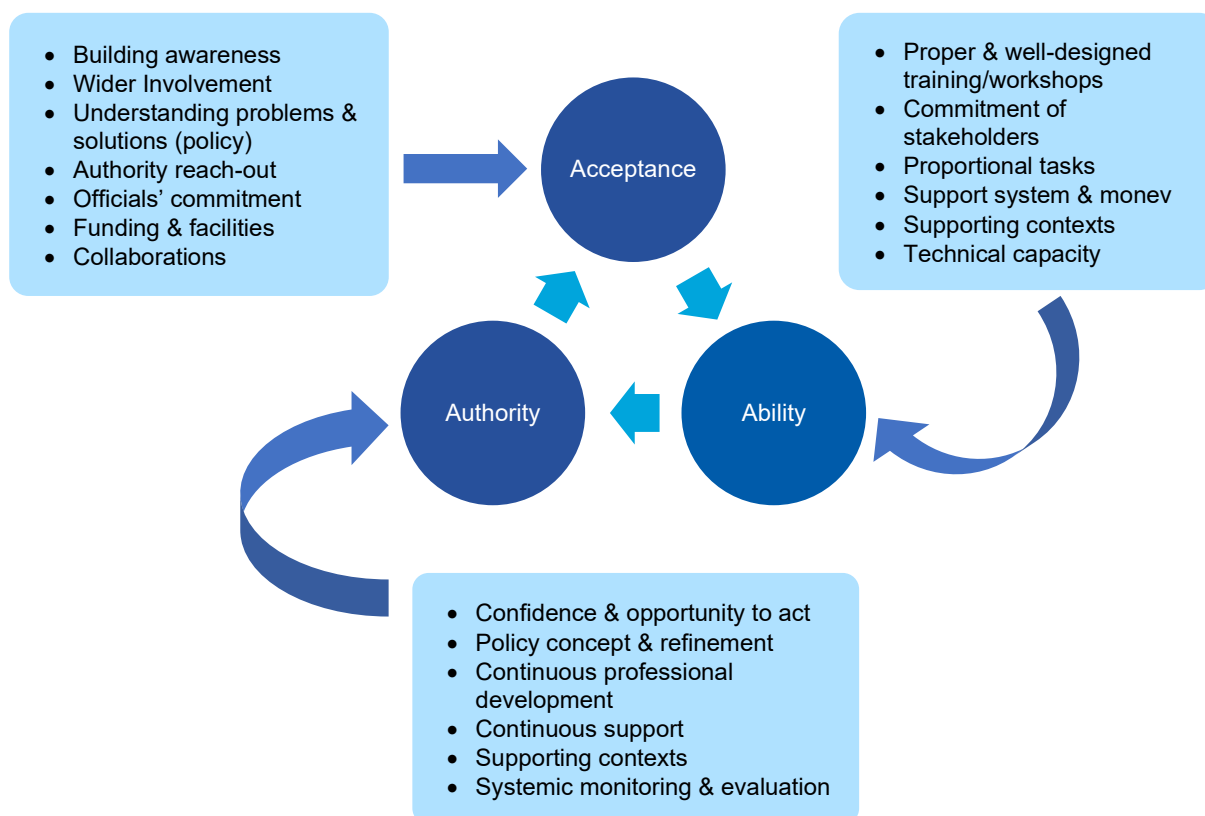 • Building awareness
• Wider Involvement
• Understanding problems &
solutions (policy)
• Authority reach-out
• Officials’ commitment
• Funding & facilities
• Collaborations
Acceptance
• Proper & well-designed
training/workshops
• Commitment of
stakeholders
• Proportional tasks
• Support system & monev
• Supporting contexts
• Technical capacity
Authority
Ability
• Confidence & opportunity to act
• Policy concept & refinement
• Continuous professional
development
• Continuous support
• Supporting contexts
• Systemic monitoring & evaluation